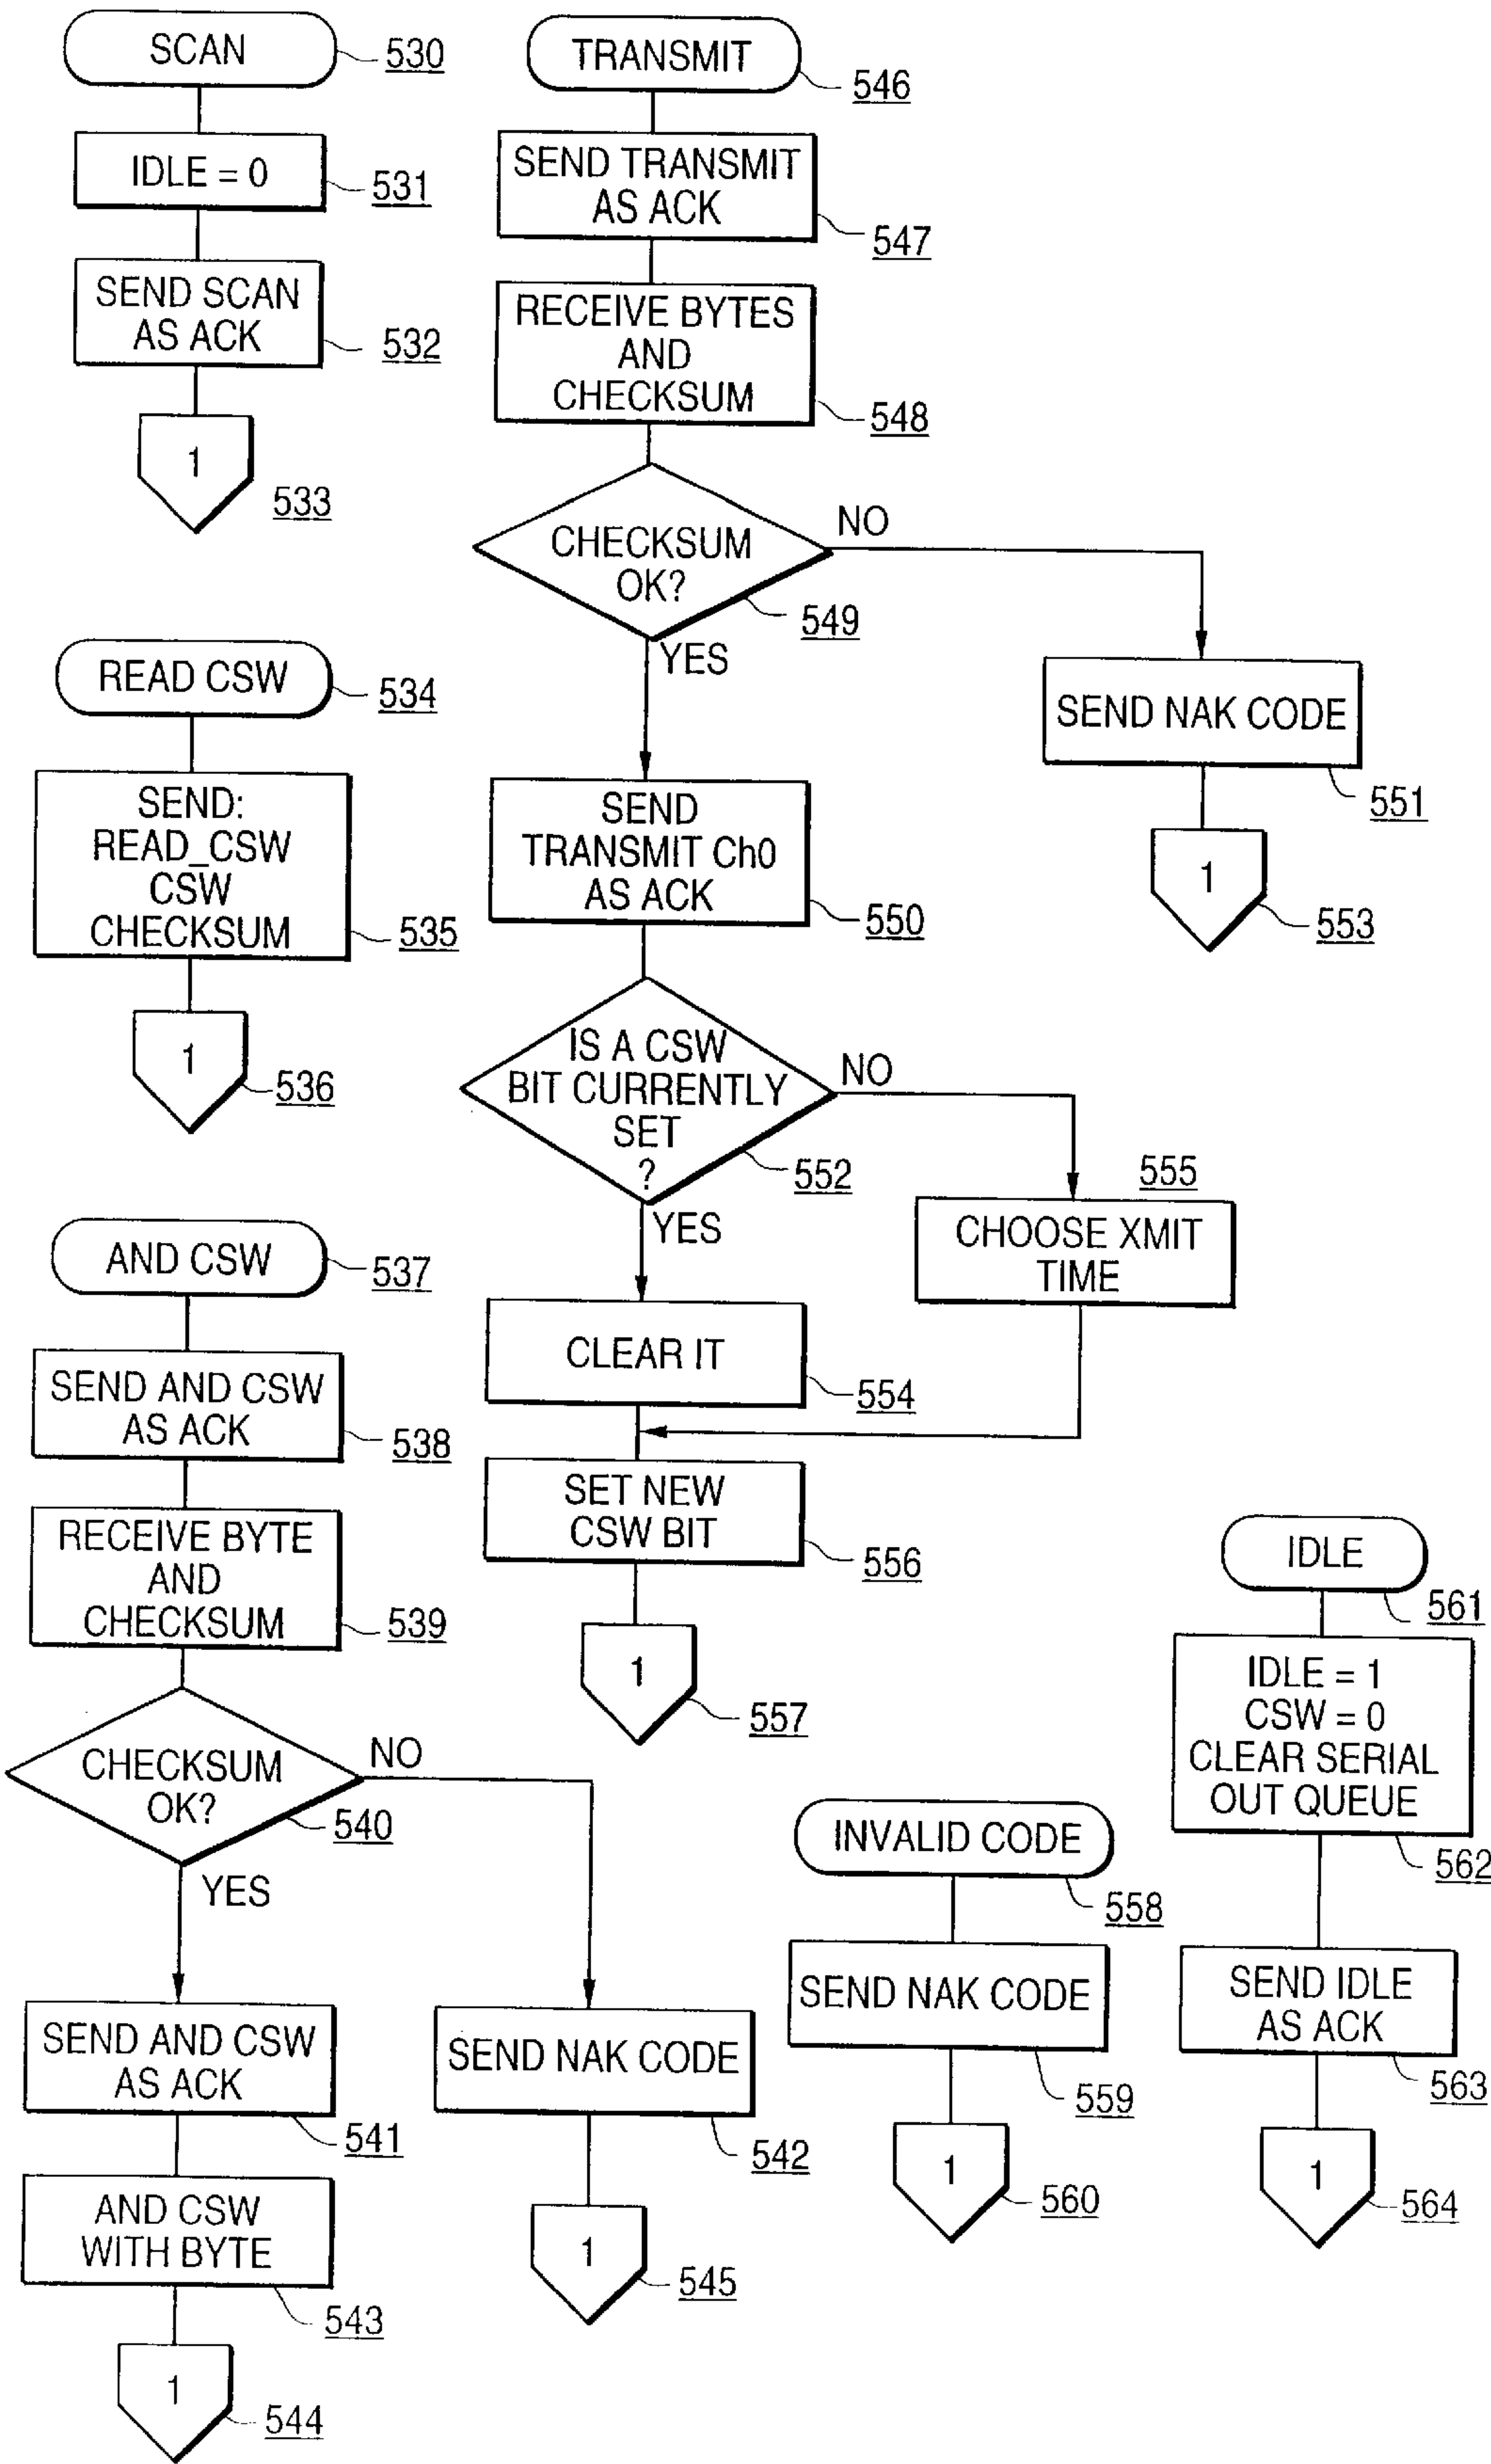 SCAN
530
IDLE = 0
531
SEND SCAN
AS ACK
532
1
533
READ CSW
534
SEND:
READ_CSW
CSW
CHECKSUM
535
1
536
AND CSW
537
SEND AND CSW
AS ACK
538
RECEIVE BYTE
AND
CHECKSUM
539
CHECKSUM
OK?
540
NO
YES
SEND AND CSW
AS ACK
541
SEND NAK CODE
542
AND CSW
WITH BYTE
543
1
544
1
545
TRANSMIT
546
SEND TRANSMIT
AS ACK
547
RECEIVE BYTES
AND
CHECKSUM
548
CHECKSUM
OK?
549
NO
YES
SEND NAK CODE
551
1
553
SEND
TRANSMIT Ch0
AS ACK
550
IS A CSW
BIT CURRENTLY
SET
?
552
NO
YES
555
CHOOSE XMIT
TIME
CLEAR IT
554
SET NEW
CSW BIT
556
1
557
INVALID CODE
558
SEND NAK CODE
559
1
560
IDLE
561
IDLE = 1
CSW = 0
CLEAR SERIAL
OUT QUEUE
562
SEND IDLE
AS ACK
563
1
564